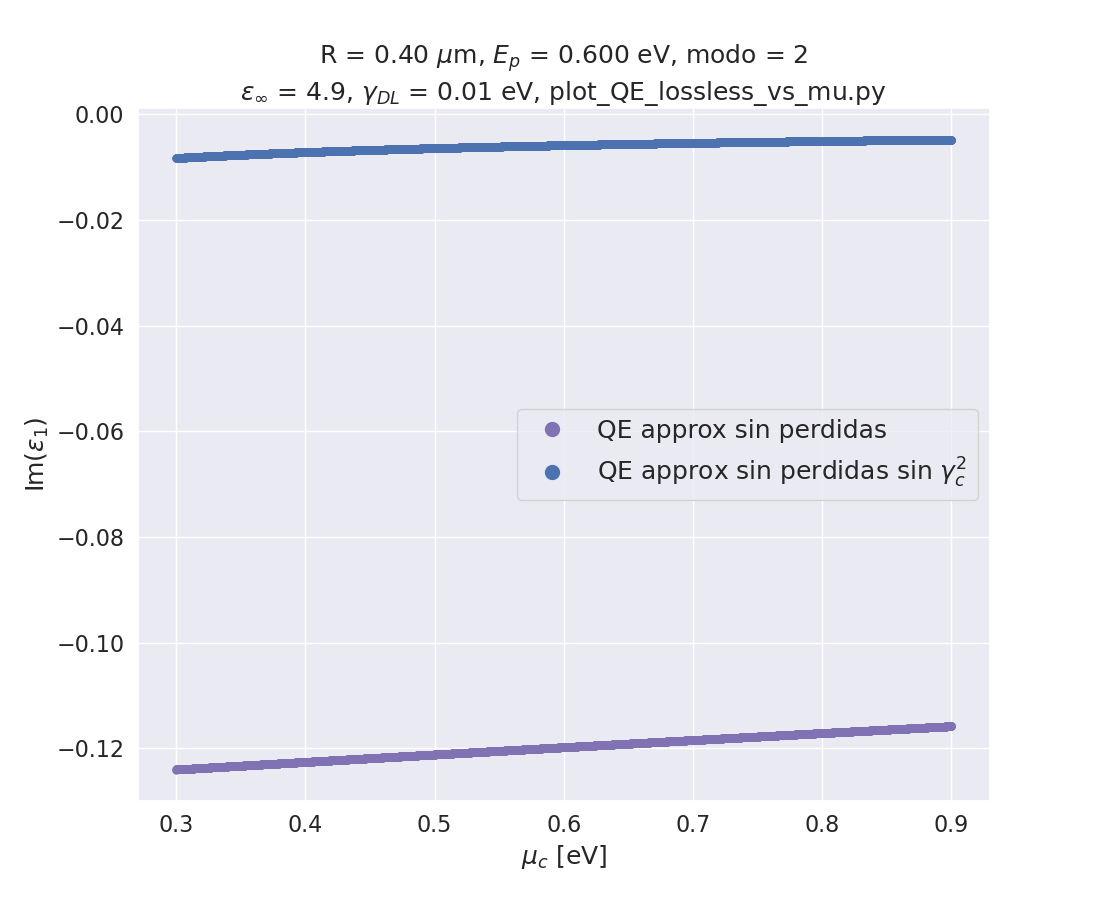 R = 0.40 μm, E_p = 0.600 eV, modo = 2
ε_∞ = 4.9, γ_DL = 0.01 eV, plot_QE_lossless_vs_mu.py
0.00
−0.02
−0.04
−0.06
−0.08
−0.10
−0.12
Im(ε₁)
QE approx sin perdidas
QE approx sin perdidas sin γ_c^2
0.3 0.4 0.5 0.6 0.7 0.8 0.9
μ_c [eV]